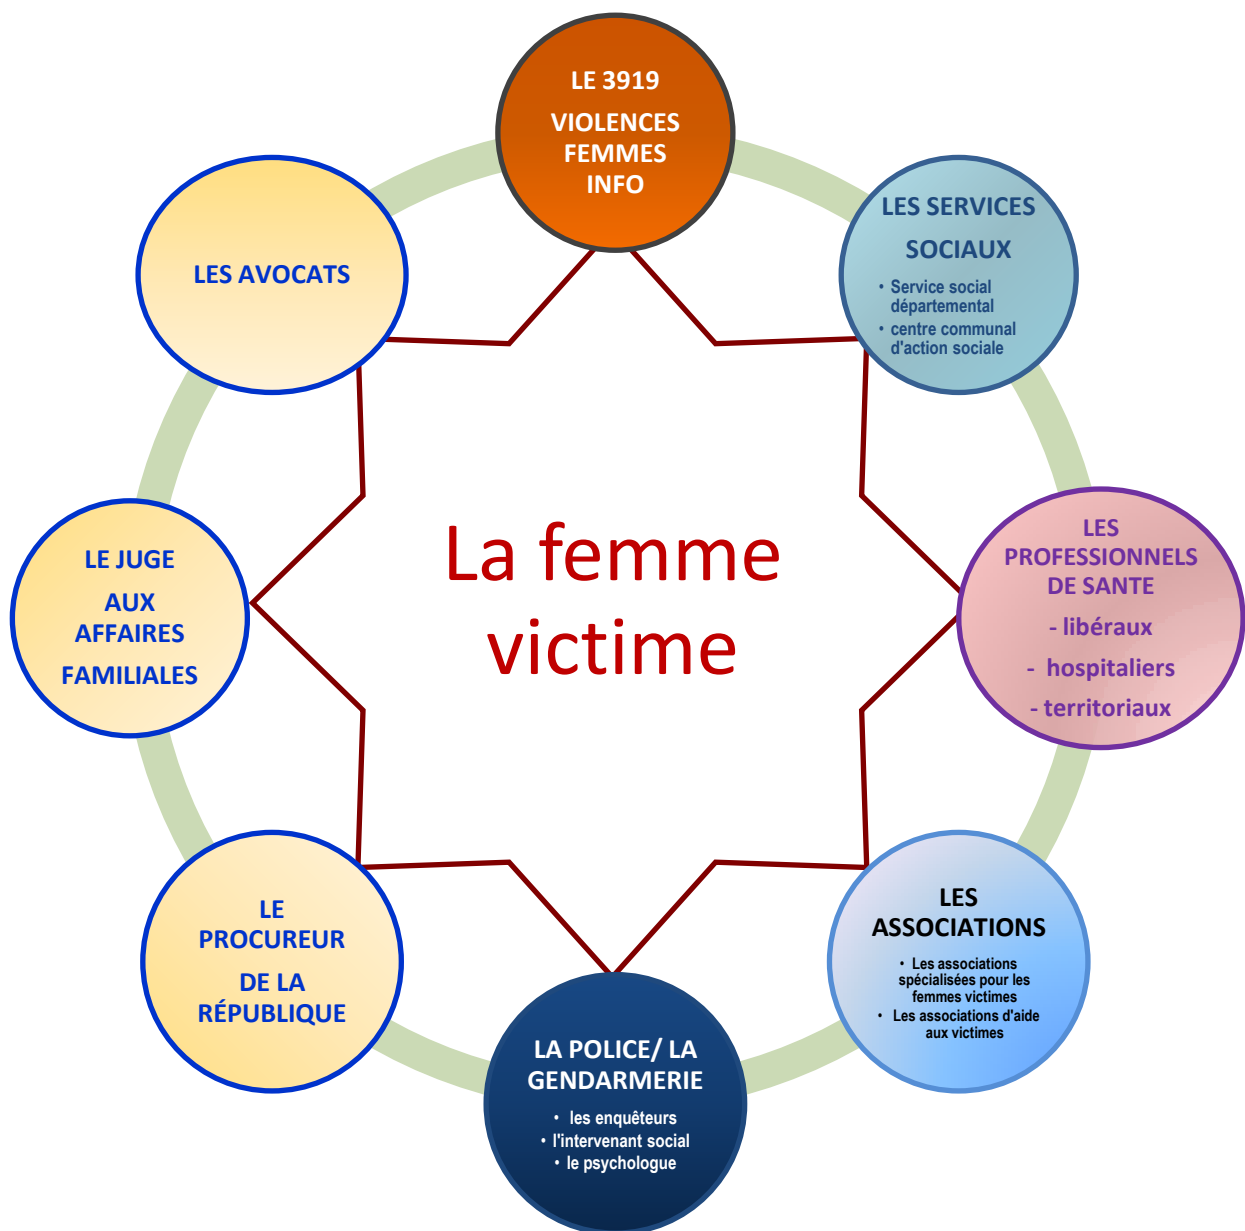 LE 3919
VIOLENCES
FEMMES
INFO
LES SERVICES
SOCIAUX
• Service social
départemental
• centre communal
d'action sociale
LES
PROFESSIONNELS
DE SANTE
- libéraux
- hospitaliers
- territoriaux
LES
ASSOCIATIONS
• Les associations
spécialisées pour les
femmes victimes
• Les associations d'aide
aux victimes
LA POLICE/ LA
GENDARMERIE
• les enquêteurs
• l'intervenant social
• le psychologue
LE
PROCUREUR
DE LA
RÉPUBLIQUE
LE JUGE
AUX
AFFAIRES
FAMILIALES
LES AVOCATS
La femme
victime